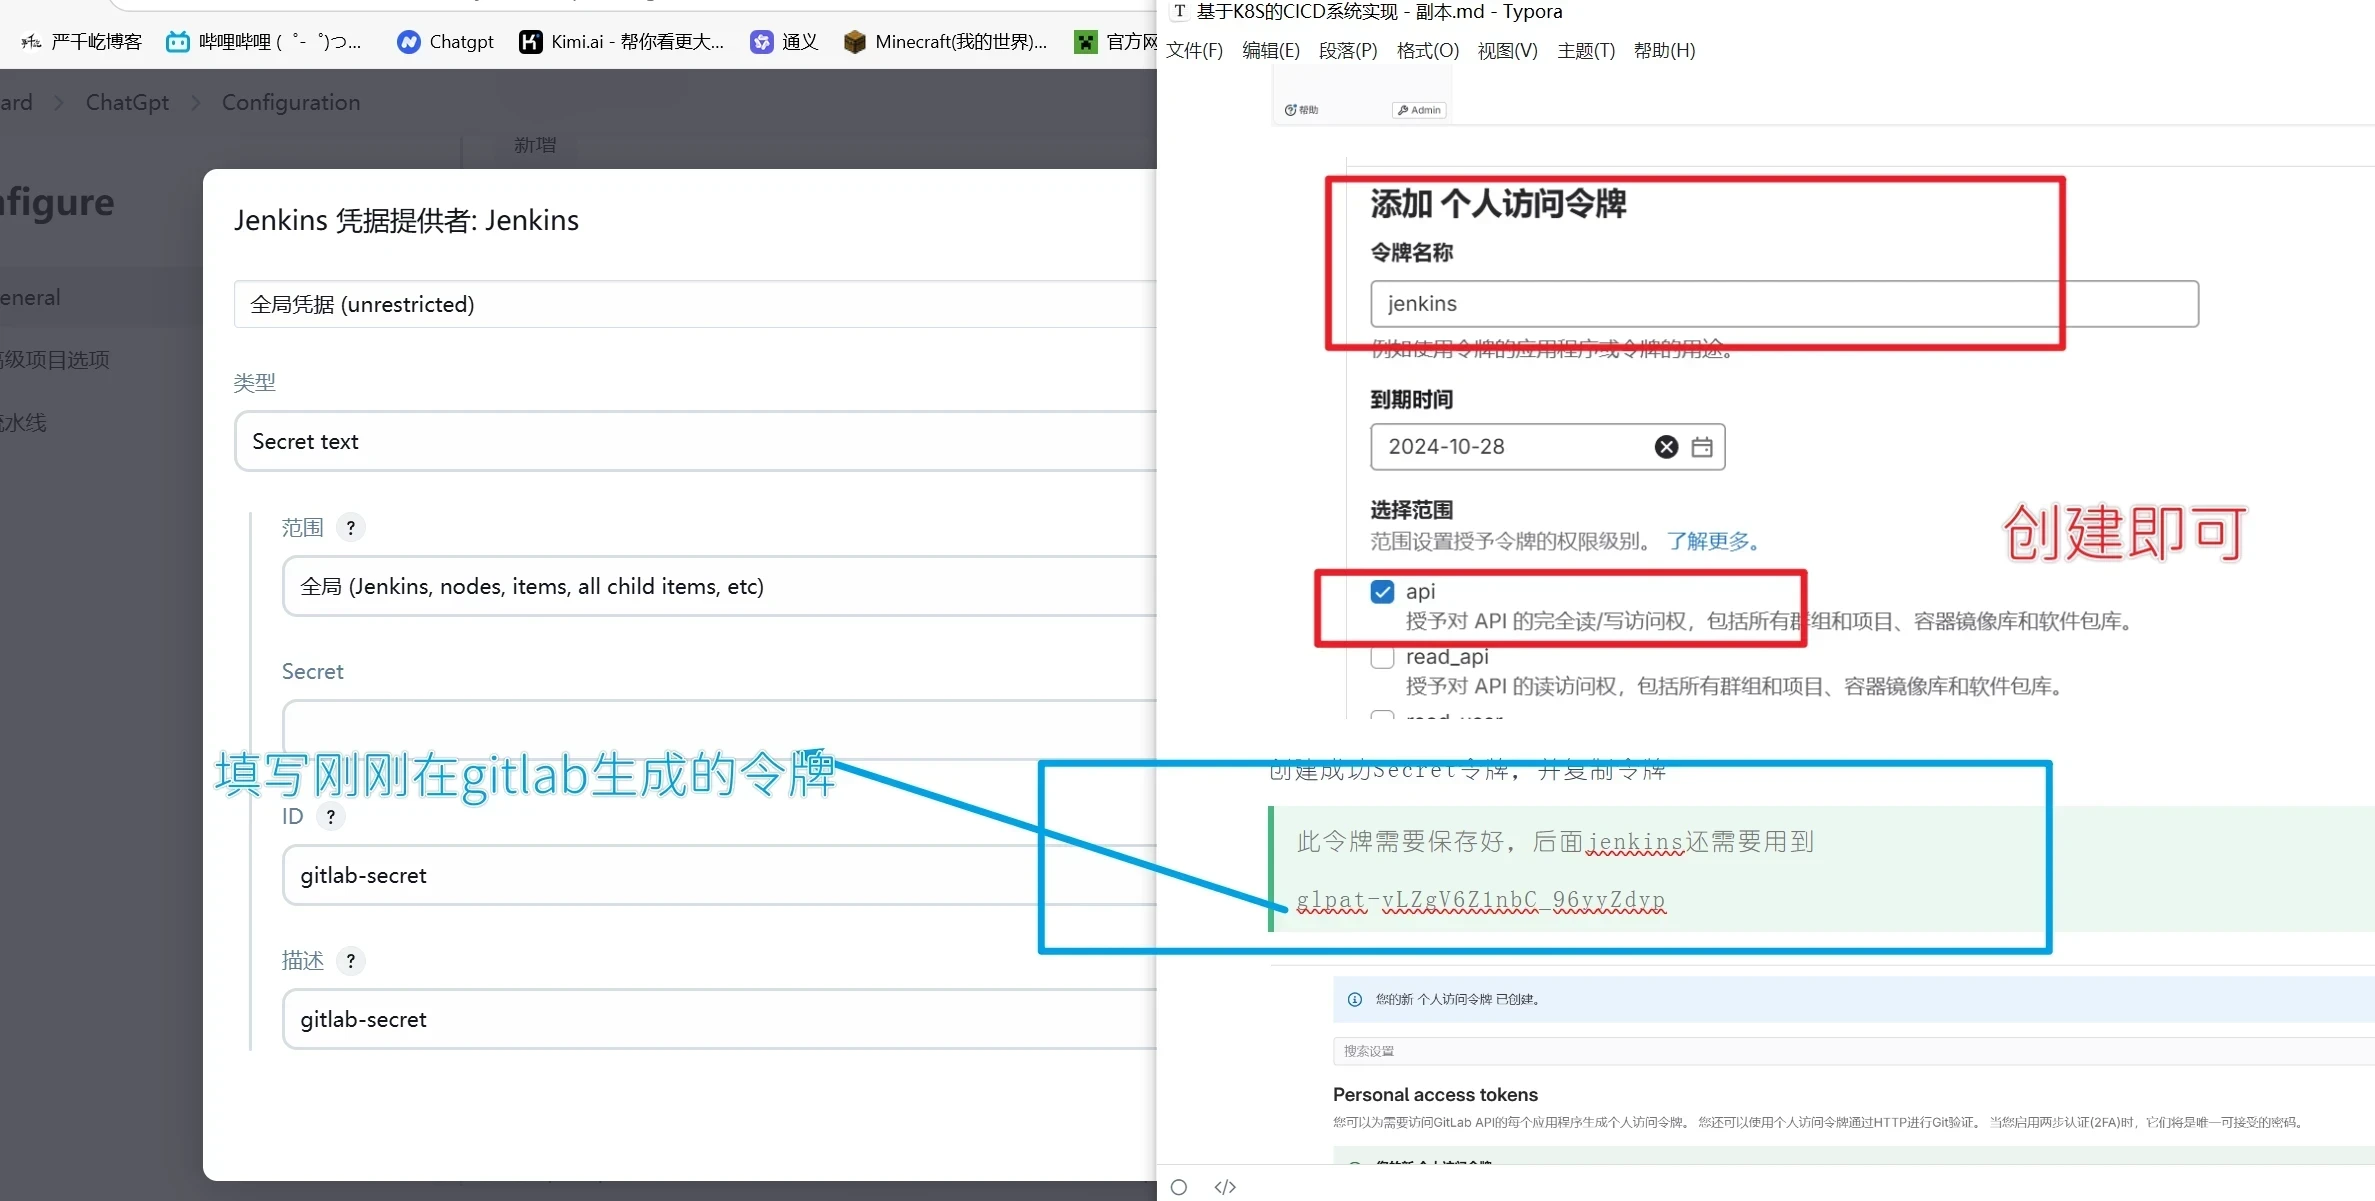 严千屹博客
哔哩哔哩 (゜-゜)つ...
Chatgpt
Kimi.ai - 帮你看更大...
通义
Minecraft(我的世界)...
官方网
ard > ChatGpt > Configuration
nfigure
eneral
高级项目选项
流水线
新增
Jenkins 凭据提供者: Jenkins
全局凭据 (unrestricted)
类型
Secret text
范围 ?
全局 (Jenkins, nodes, items, all child items, etc)
Secret
填写刚刚在gitlab生成的令牌
ID ?
gitlab-secret
描述 ?
gitlab-secret
基于K8S的CICD系统实现 - 副本.md - Typora
文件(F) 编辑(E) 段落(P) 格式(O) 视图(V) 主题(T) 帮助(H)
帮助
Admin
添加 个人访问令牌
令牌名称
jenkins
例如使用令牌的应用程序或令牌的用途。
到期时间
2024-10-28
选择范围
范围设置授予令牌的权限级别。 了解更多。
创建即可
api
授予对 API 的完全读/写访问权，包括所有群组和项目、容器镜像库和软件包库。
read_api
授予对 API 的读访问权，包括所有群组和项目、容器镜像库和软件包库。
read_user
创建成功Secret令牌，并复制令牌
此令牌需要保存好，后面jenkins还需要用到
glpat-vLZgV6Z1nbC_96yyZdyp
您的新 个人访问令牌 已创建。
搜索设置
Personal access tokens
您可以为需要访问GitLab API的每个应用程序生成个人访问令牌。 您还可以使用个人访问令牌通过HTTP进行Git验证。 当您启用两步认证(2FA)时，它们将是唯一可接受的密码。